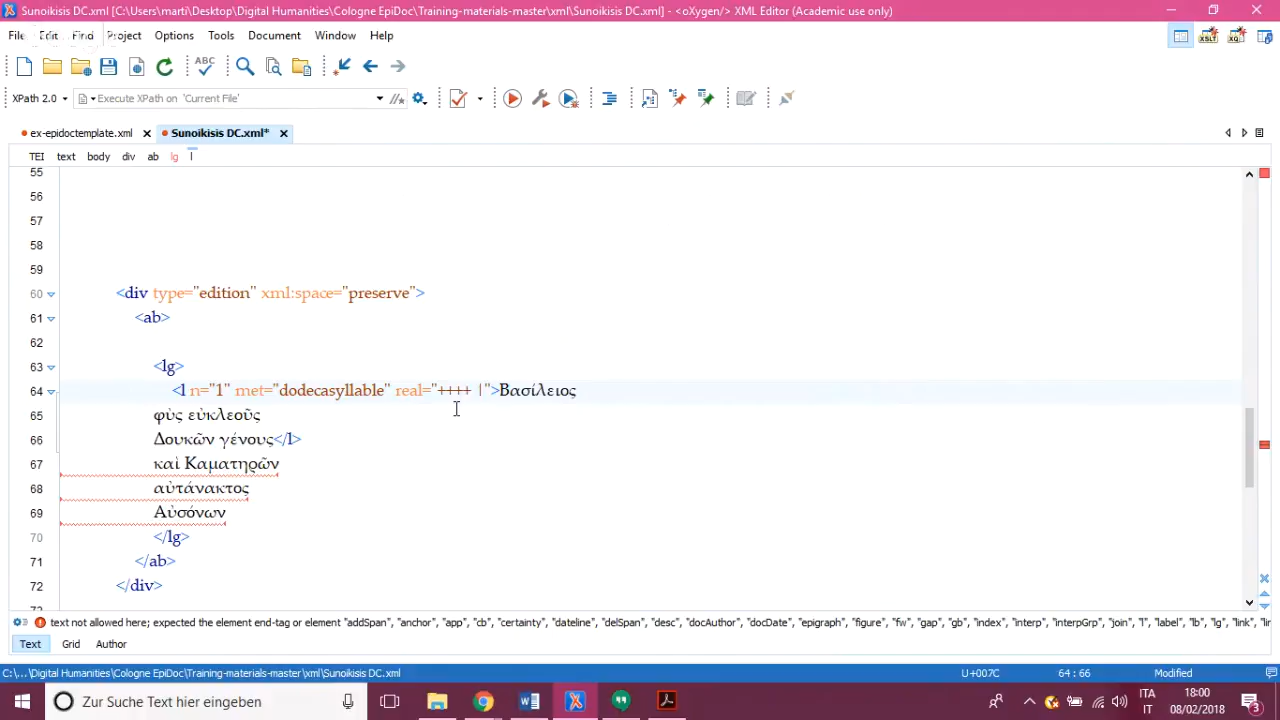 Sunoikisis DC.xml [C:\Users\marti\Desktop\Digital Humanities\Cologne EpiDoc\Training-materials-master\xml\Sunoikisis DC.xml] - <oXygen/> XML Editor (Academic use only)
File Edit Find Project Options Tools Document Window Help
ABC
XPath 2.0 Execute XPath on 'Current File'
ex-epidoctemplate.xml Sunoikisis DC.xml*
TEI text body div ab lg l
55
56
57
58
59
60 <div type="edition" xml:space="preserve">
61 <ab>
62
63 <lg>
64 <l n="1" met="dodecasyllable" real="++++ |">Βασίλειος
65 φὺς εὐκλεοῦς
66 Δουκῶν γένους</l>
67 καὶ Καματηρῶν
68 αὐτάνακτος
69 Αὐσόνων
70 </lg>
71 </ab>
72 </div>
text not allowed here; expected the element end-tag or element "addSpan", "anchor", "app", "cb", "certainty", "dateline", "delSpan", "desc", "docAuthor", "docDate", "epigraph", "figure", "fw", "gap", "gb", "index", "interp", "interpGrp", "join", "l", "label", "lb", "lg", "link", "lir
Text Grid Author
C:\...\Digital Humanities\Cologne EpiDoc\Training-materials-master\xml\Sunoikisis DC.xml U+007C 64 : 66 Modified
Zur Suche Text hier eingeben ITA 18:00
IT 08/02/2018 3